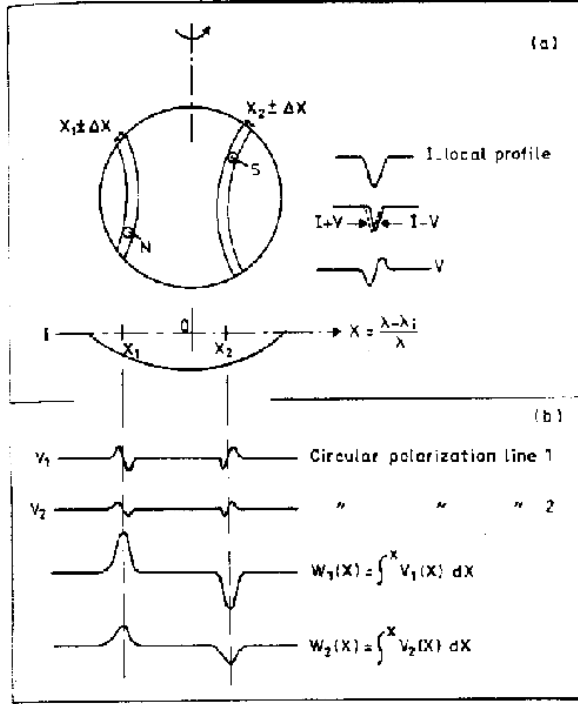 (a)
X₁ ± ΔX
X₂ ± ΔX
S
N
I_local profile
I+V
I–V
V
I
0
X₁
X₂
X = (λ–λi)/λ
(b)
V₁
Circular polarization line 1
V₂
" " " 2
W₁(X) = ∫ˣ V₁(X) dX
W₂(X) = ∫ˣ V₂(X) dX